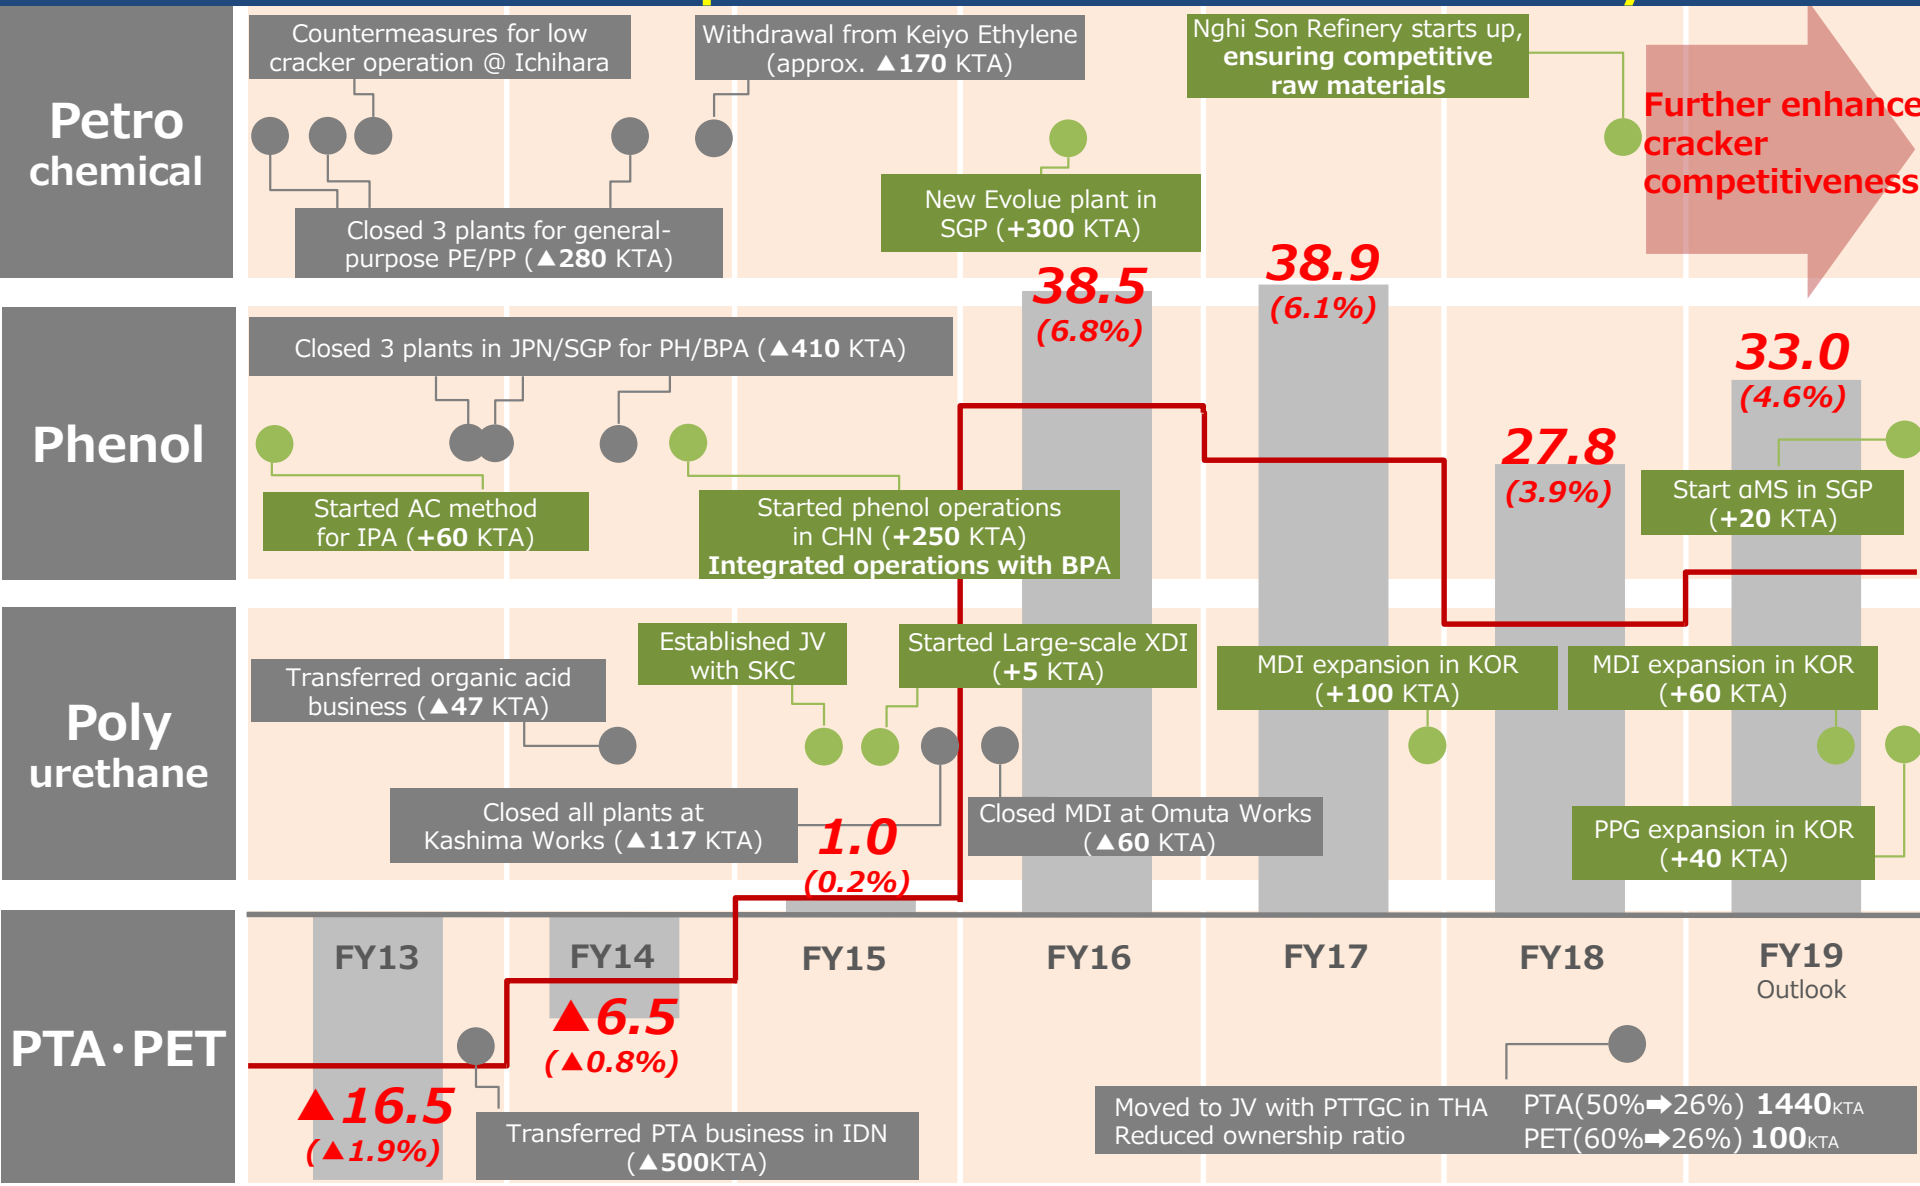 Petro
chemical
Countermeasures for low
cracker operation @ Ichihara
Withdrawal from Keiyo Ethylene
(approx. ▲170 KTA)
Nghi Son Refinery starts up,
ensuring competitive
raw materials
Further enhance
cracker
competitiveness
Closed 3 plants for general-
purpose PE/PP (▲280 KTA)
New Evolue plant in
SGP (+300 KTA)
38.5
(6.8%)
38.9
(6.1%)
Phenol
Closed 3 plants in JPN/SGP for PH/BPA (▲410 KTA)
33.0
(4.6%)
27.8
(3.9%)
Started AC method
for IPA (+60 KTA)
Started phenol operations
in CHN (+250 KTA)
Integrated operations with BPA
Start αMS in SGP
(+20 KTA)
Poly
urethane
Transferred organic acid
business (▲47 KTA)
Established JV
with SKC
Started Large-scale XDI
(+5 KTA)
MDI expansion in KOR
(+100 KTA)
MDI expansion in KOR
(+60 KTA)
Closed all plants at
Kashima Works (▲117 KTA)
1.0
(0.2%)
Closed MDI at Omuta Works
(▲60 KTA)
PPG expansion in KOR
(+40 KTA)
PTA・PET
FY13
FY14
FY15
FY16
FY17
FY18
FY19
Outlook
▲6.5
(▲0.8%)
▲16.5
(▲1.9%)
Transferred PTA business in IDN
(▲500KTA)
Moved to JV with PTTGC in THA
Reduced ownership ratio
PTA(50%➡26%) 1440KTA
PET(60%➡26%) 100KTA